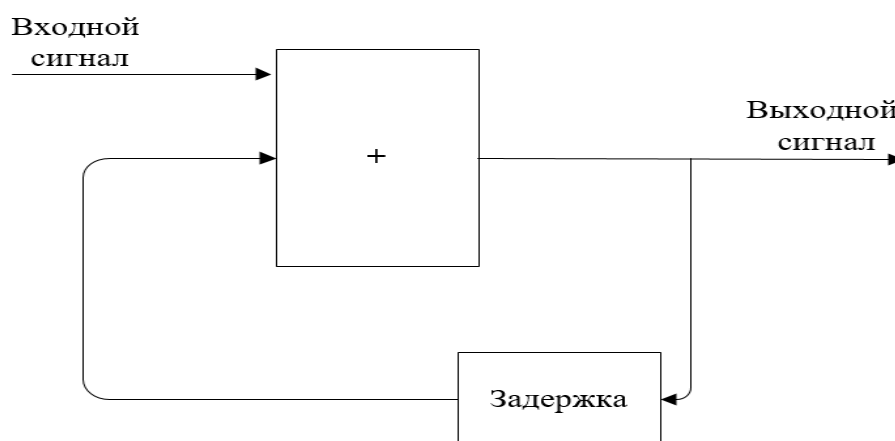 Входной
сигнал
+
Выходной
сигнал
Задержка